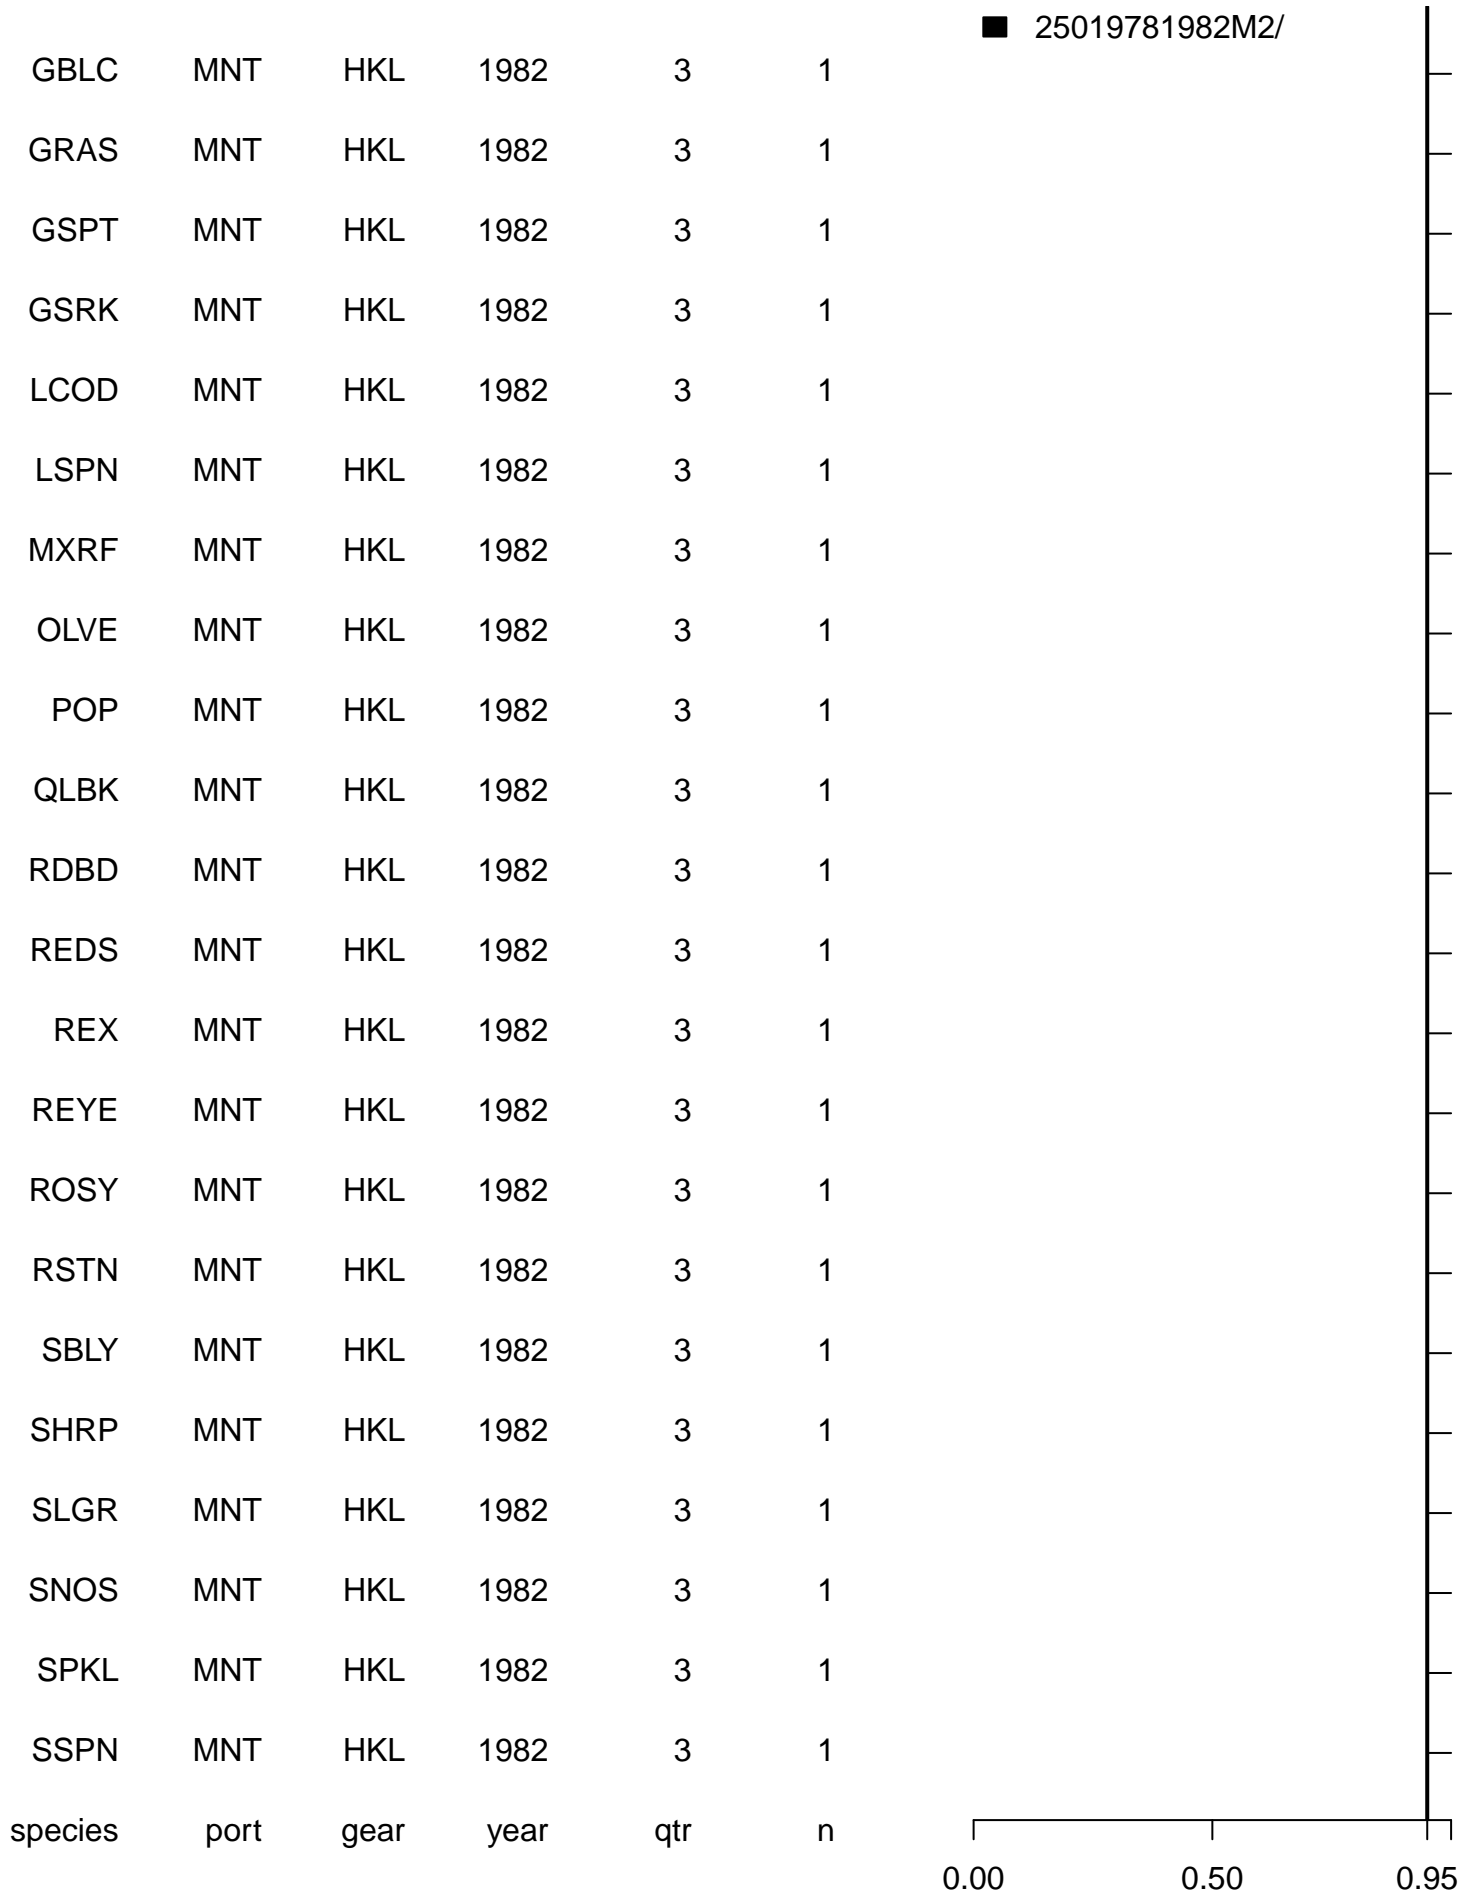 25019781982M2/
GBLC MNT HKL 1982 3 1
GRAS MNT HKL 1982 3 1
GSPT MNT HKL 1982 3 1
GSRK MNT HKL 1982 3 1
LCOD MNT HKL 1982 3 1
LSPN MNT HKL 1982 3 1
MXRF MNT HKL 1982 3 1
OLVE MNT HKL 1982 3 1
POP MNT HKL 1982 3 1
QLBK MNT HKL 1982 3 1
RDBD MNT HKL 1982 3 1
REDS MNT HKL 1982 3 1
REX MNT HKL 1982 3 1
REYE MNT HKL 1982 3 1
ROSY MNT HKL 1982 3 1
RSTN MNT HKL 1982 3 1
SBLY MNT HKL 1982 3 1
SHRP MNT HKL 1982 3 1
SLGR MNT HKL 1982 3 1
SNOS MNT HKL 1982 3 1
SPKL MNT HKL 1982 3 1
SSPN MNT HKL 1982 3 1
species port gear year qtr n
0.00 0.50 0.95